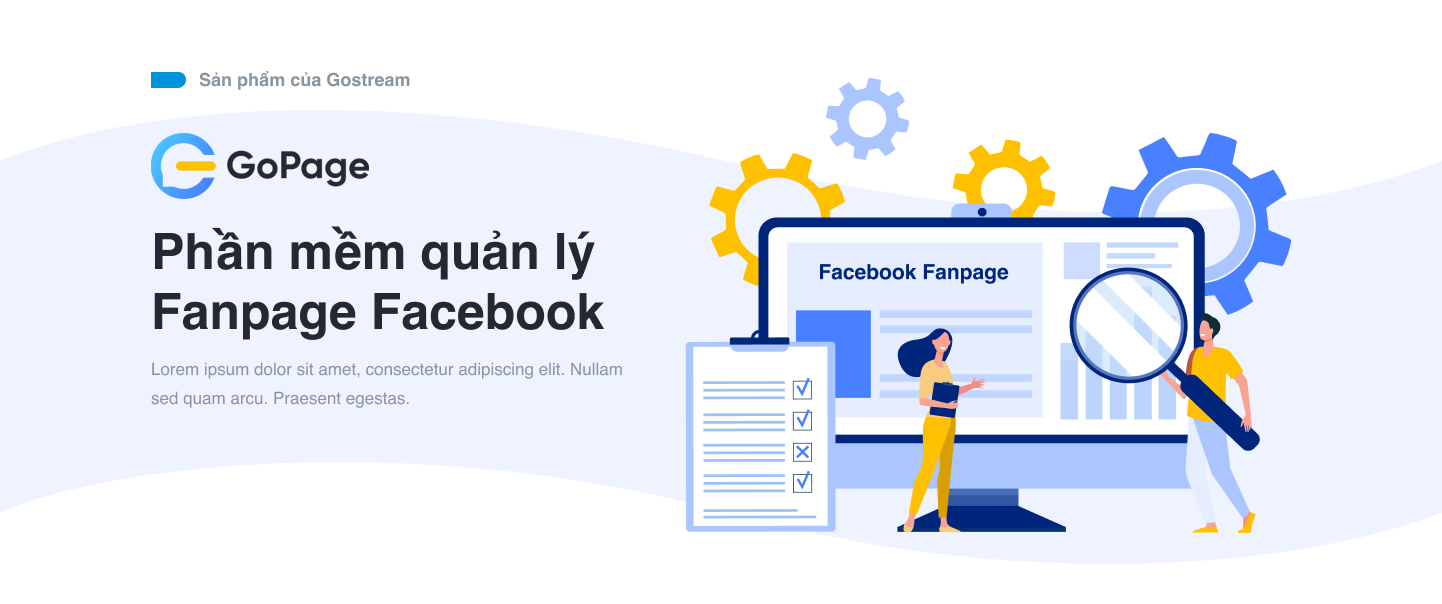 Sản phẩm của Gostream
GoPage
Phần mềm quản lý
Fanpage Facebook
Lorem ipsum dolor sit amet, consectetur adipiscing elit. Nullam
sed quam arcu. Praesent egestas.
Facebook Fanpage